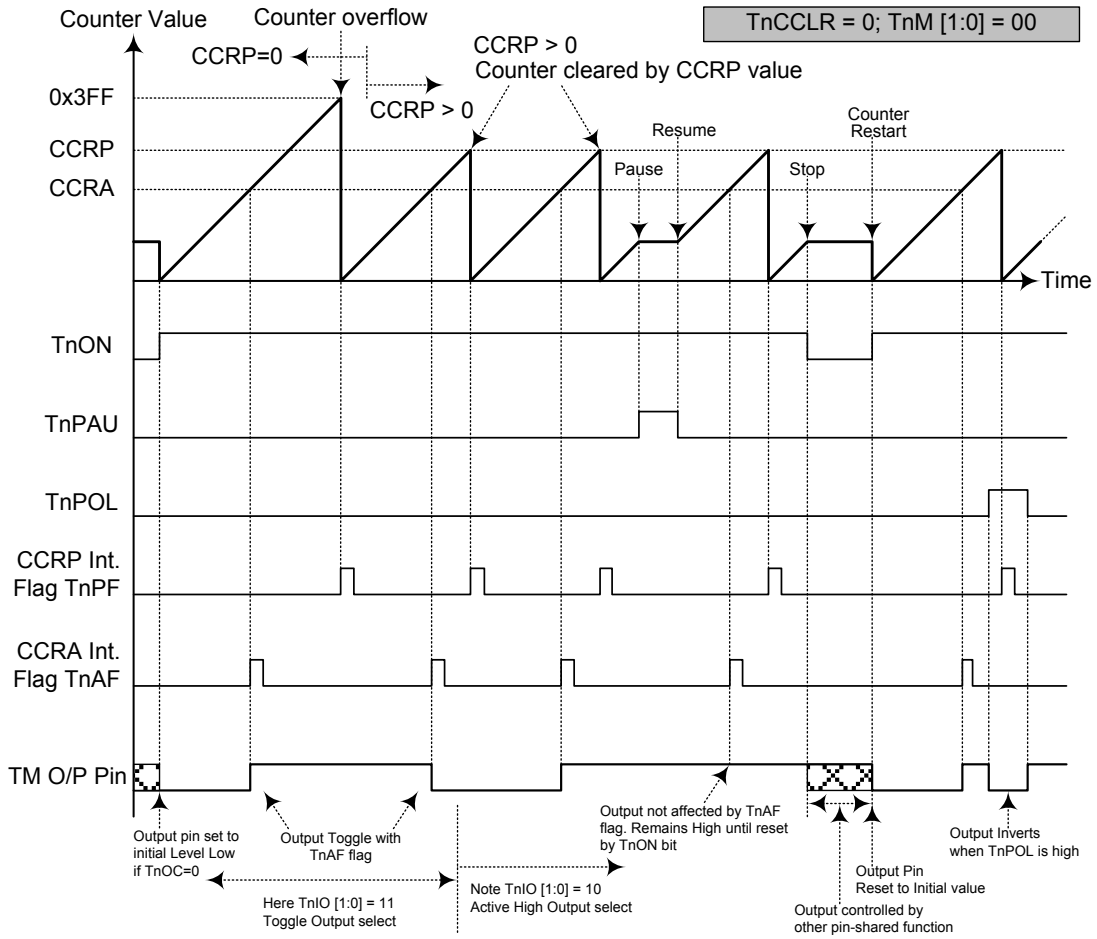 Counter Value
Counter overflow
TnCCLR = 0; TnM [1:0] = 00
CCRP=0
CCRP > 0
CCRP > 0
Counter cleared by CCRP value
0x3FF
CCRP
CCRA
Pause
Resume
Stop
Counter
Restart
Time
TnON
TnPAU
TnPOL
CCRP Int.
Flag TnPF
CCRA Int.
Flag TnAF
TM O/P Pin
Output pin set to
initial Level Low
if TnOC=0
Output Toggle with
TnAF flag
Here TnIO [1:0] = 11
Toggle Output select
Note TnIO [1:0] = 10
Active High Output select
Output not affected by TnAF
flag. Remains High until reset
by TnON bit
Output controlled by
other pin-shared function
Output Pin
Reset to Initial value
Output Inverts
when TnPOL is high